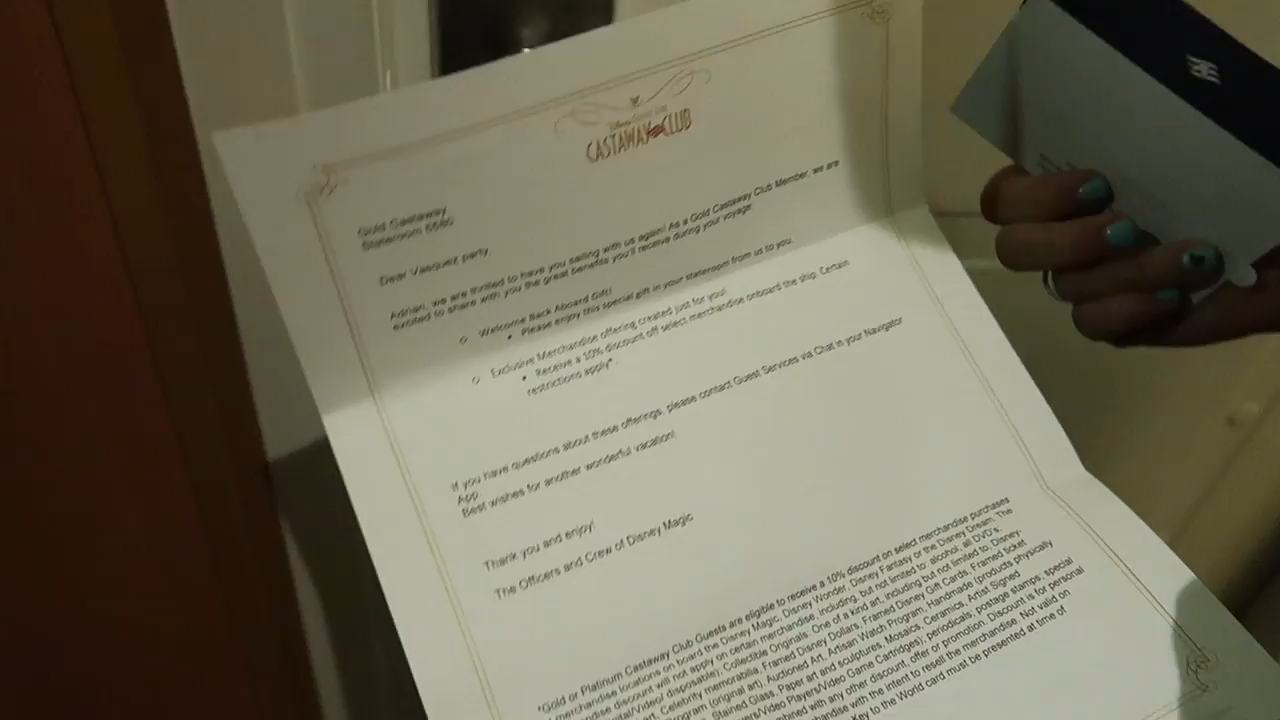 CASTAWAY CLUB
Gold Castaway
Stateroom 6580
Dear Vasquez party,
Adrian, we are thrilled to have you sailing with us again! As a Gold Castaway Club Member, we are
excited to share with you the great benefits you'll receive during your voyage:
Welcome Back Aboard Gift!
• Please enjoy this special gift in your stateroom from us to you.
Exclusive Merchandise offering created just for you!
• Receive a 10% discount off select merchandise onboard the ship. Certain
restrictions apply*.
If you have questions about these offerings, please contact Guest Services via Chat in your Navigator
App.
Best wishes for another wonderful vacation!
Thank you and enjoy!
The Officers and Crew of Disney Magic
*Gold or Platinum Castaway Club Guests are eligible to receive a 10% discount on select merchandise purchases
merchandise locations on board the Disney Magic, Disney Wonder, Disney Fantasy or the Disney Dream. The
discount will not apply on certain merchandise, including, but not limited to: alcohol, all DVD's;
disposable); Collectible Originals: One of a kind art, including but not limited to; Disney-
art, Celebrity memorabilia, Framed Disney Dollars, Framed Disney Gift Cards, Framed ticket
Program (original art), Auctioned Art, Artisan Watch Program, Handmade (products physically
Stained Glass, Paper art and sculptures, Mosaics, Ceramics, Artist Signed
Players/Video Game Cartridges); periodicals; postage stamps; special
with any other discount, offer or promotion. Discount is for personal
with the intent to resell the merchandise. Not valid on
Key to the World card must be presented at time of